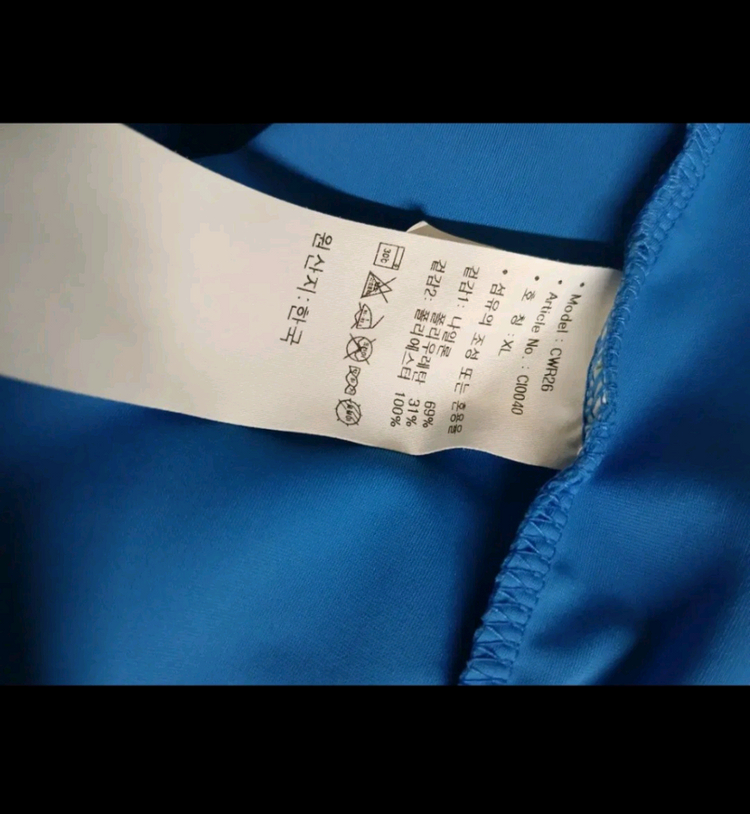 • Model : CWR26
• Article No. : CI0040
• 호 칭 : XL
• 섬유의 조성 또는 혼용율
겉감1: 나일론 69%
폴리우레탄 31%
겉감2: 폴리에스터 100%
30℃
원산지:한국